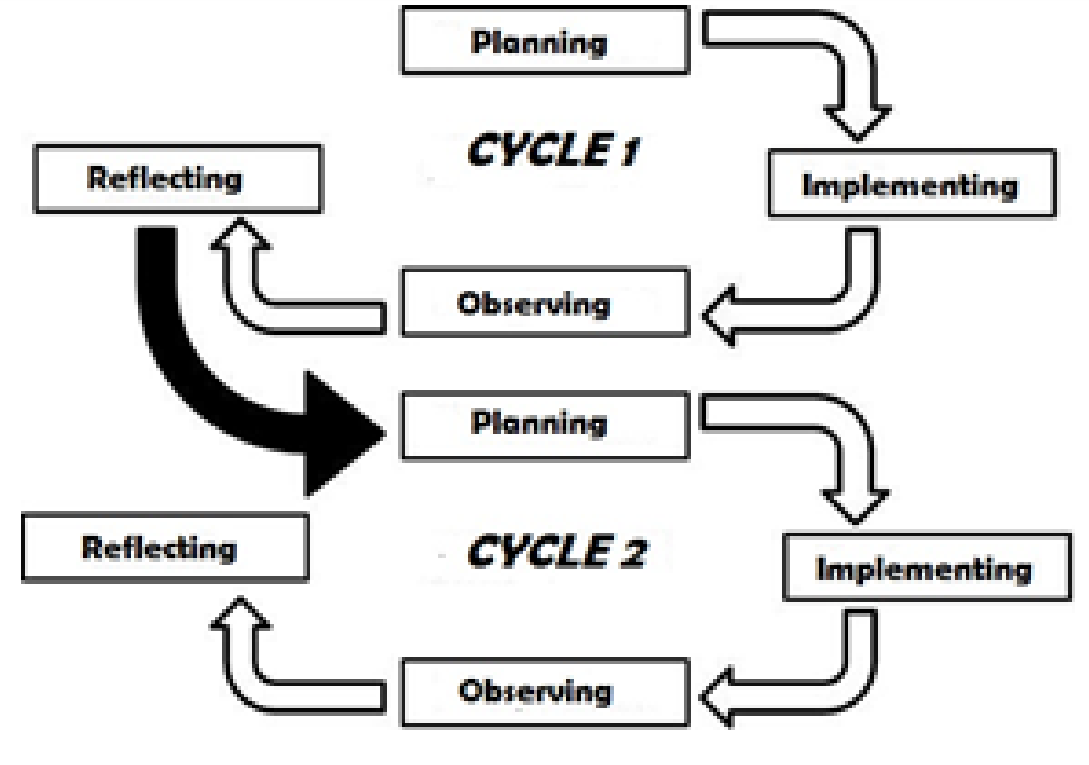 Planning
CYCLE 1
Reflecting
Implementing
Observing
Planning
CYCLE 2
Reflecting
Implementing
Observing